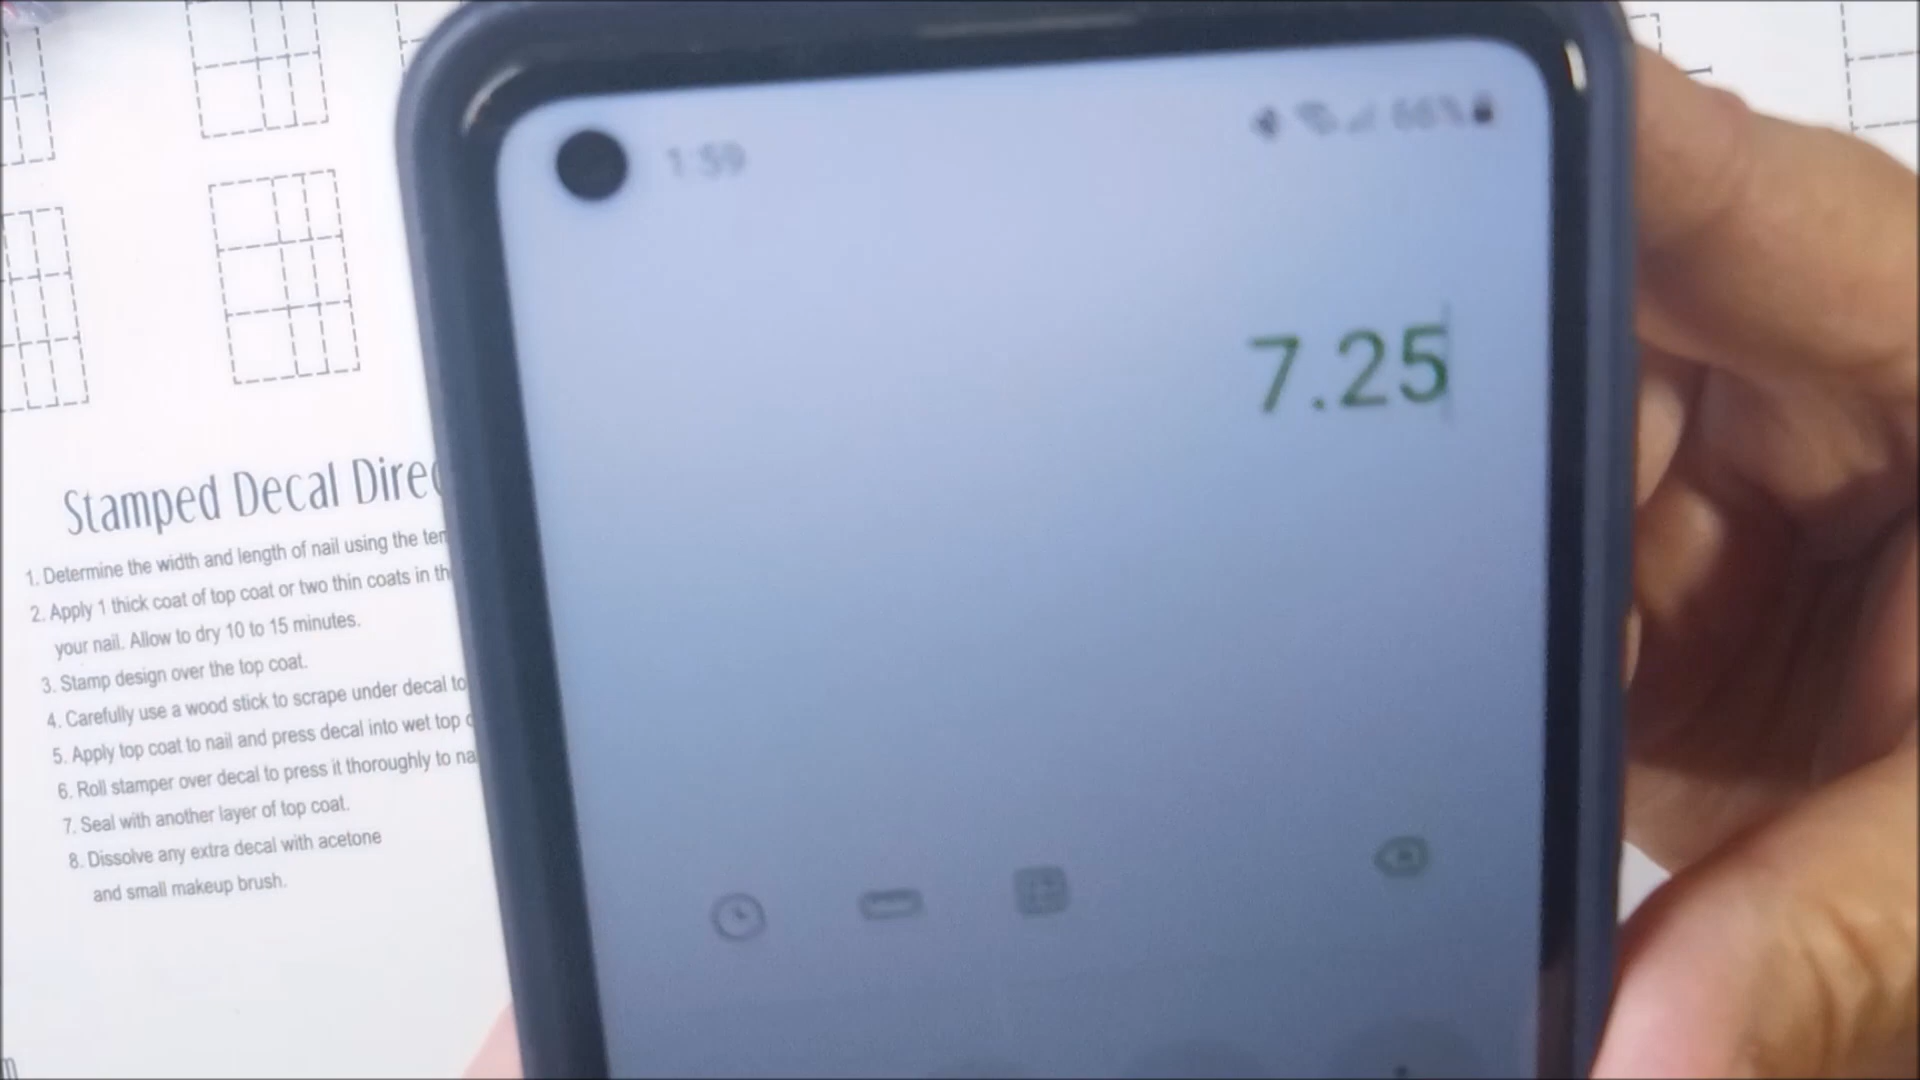 1:59
66%
7.25
Stamped Decal Direc
1. Determine the width and length of nail using the tem
2. Apply 1 thick coat of top coat or two thin coats in th
your nail. Allow to dry 10 to 15 minutes.
3. Stamp design over the top coat.
4. Carefully use a wood stick to scrape under decal to
5. Apply top coat to nail and press decal into wet top c
6. Roll stamper over decal to press it thoroughly to na
7. Seal with another layer of top coat.
8. Dissolve any extra decal with acetone
and small makeup brush.